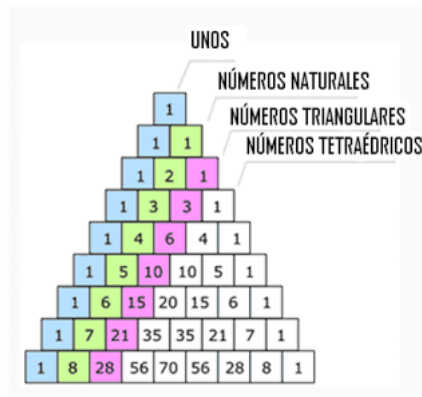 UNOS
NÚMEROS NATURALES
NÚMEROS TRIANGULARES
NÚMEROS TETRAÉDRICOS
1
1 1
1 2 1
1 3 3 1
1 4 6 4 1
1 5 10 10 5 1
1 6 15 20 15 6 1
1 7 21 35 35 21 7 1
1 8 28 56 70 56 28 8 1